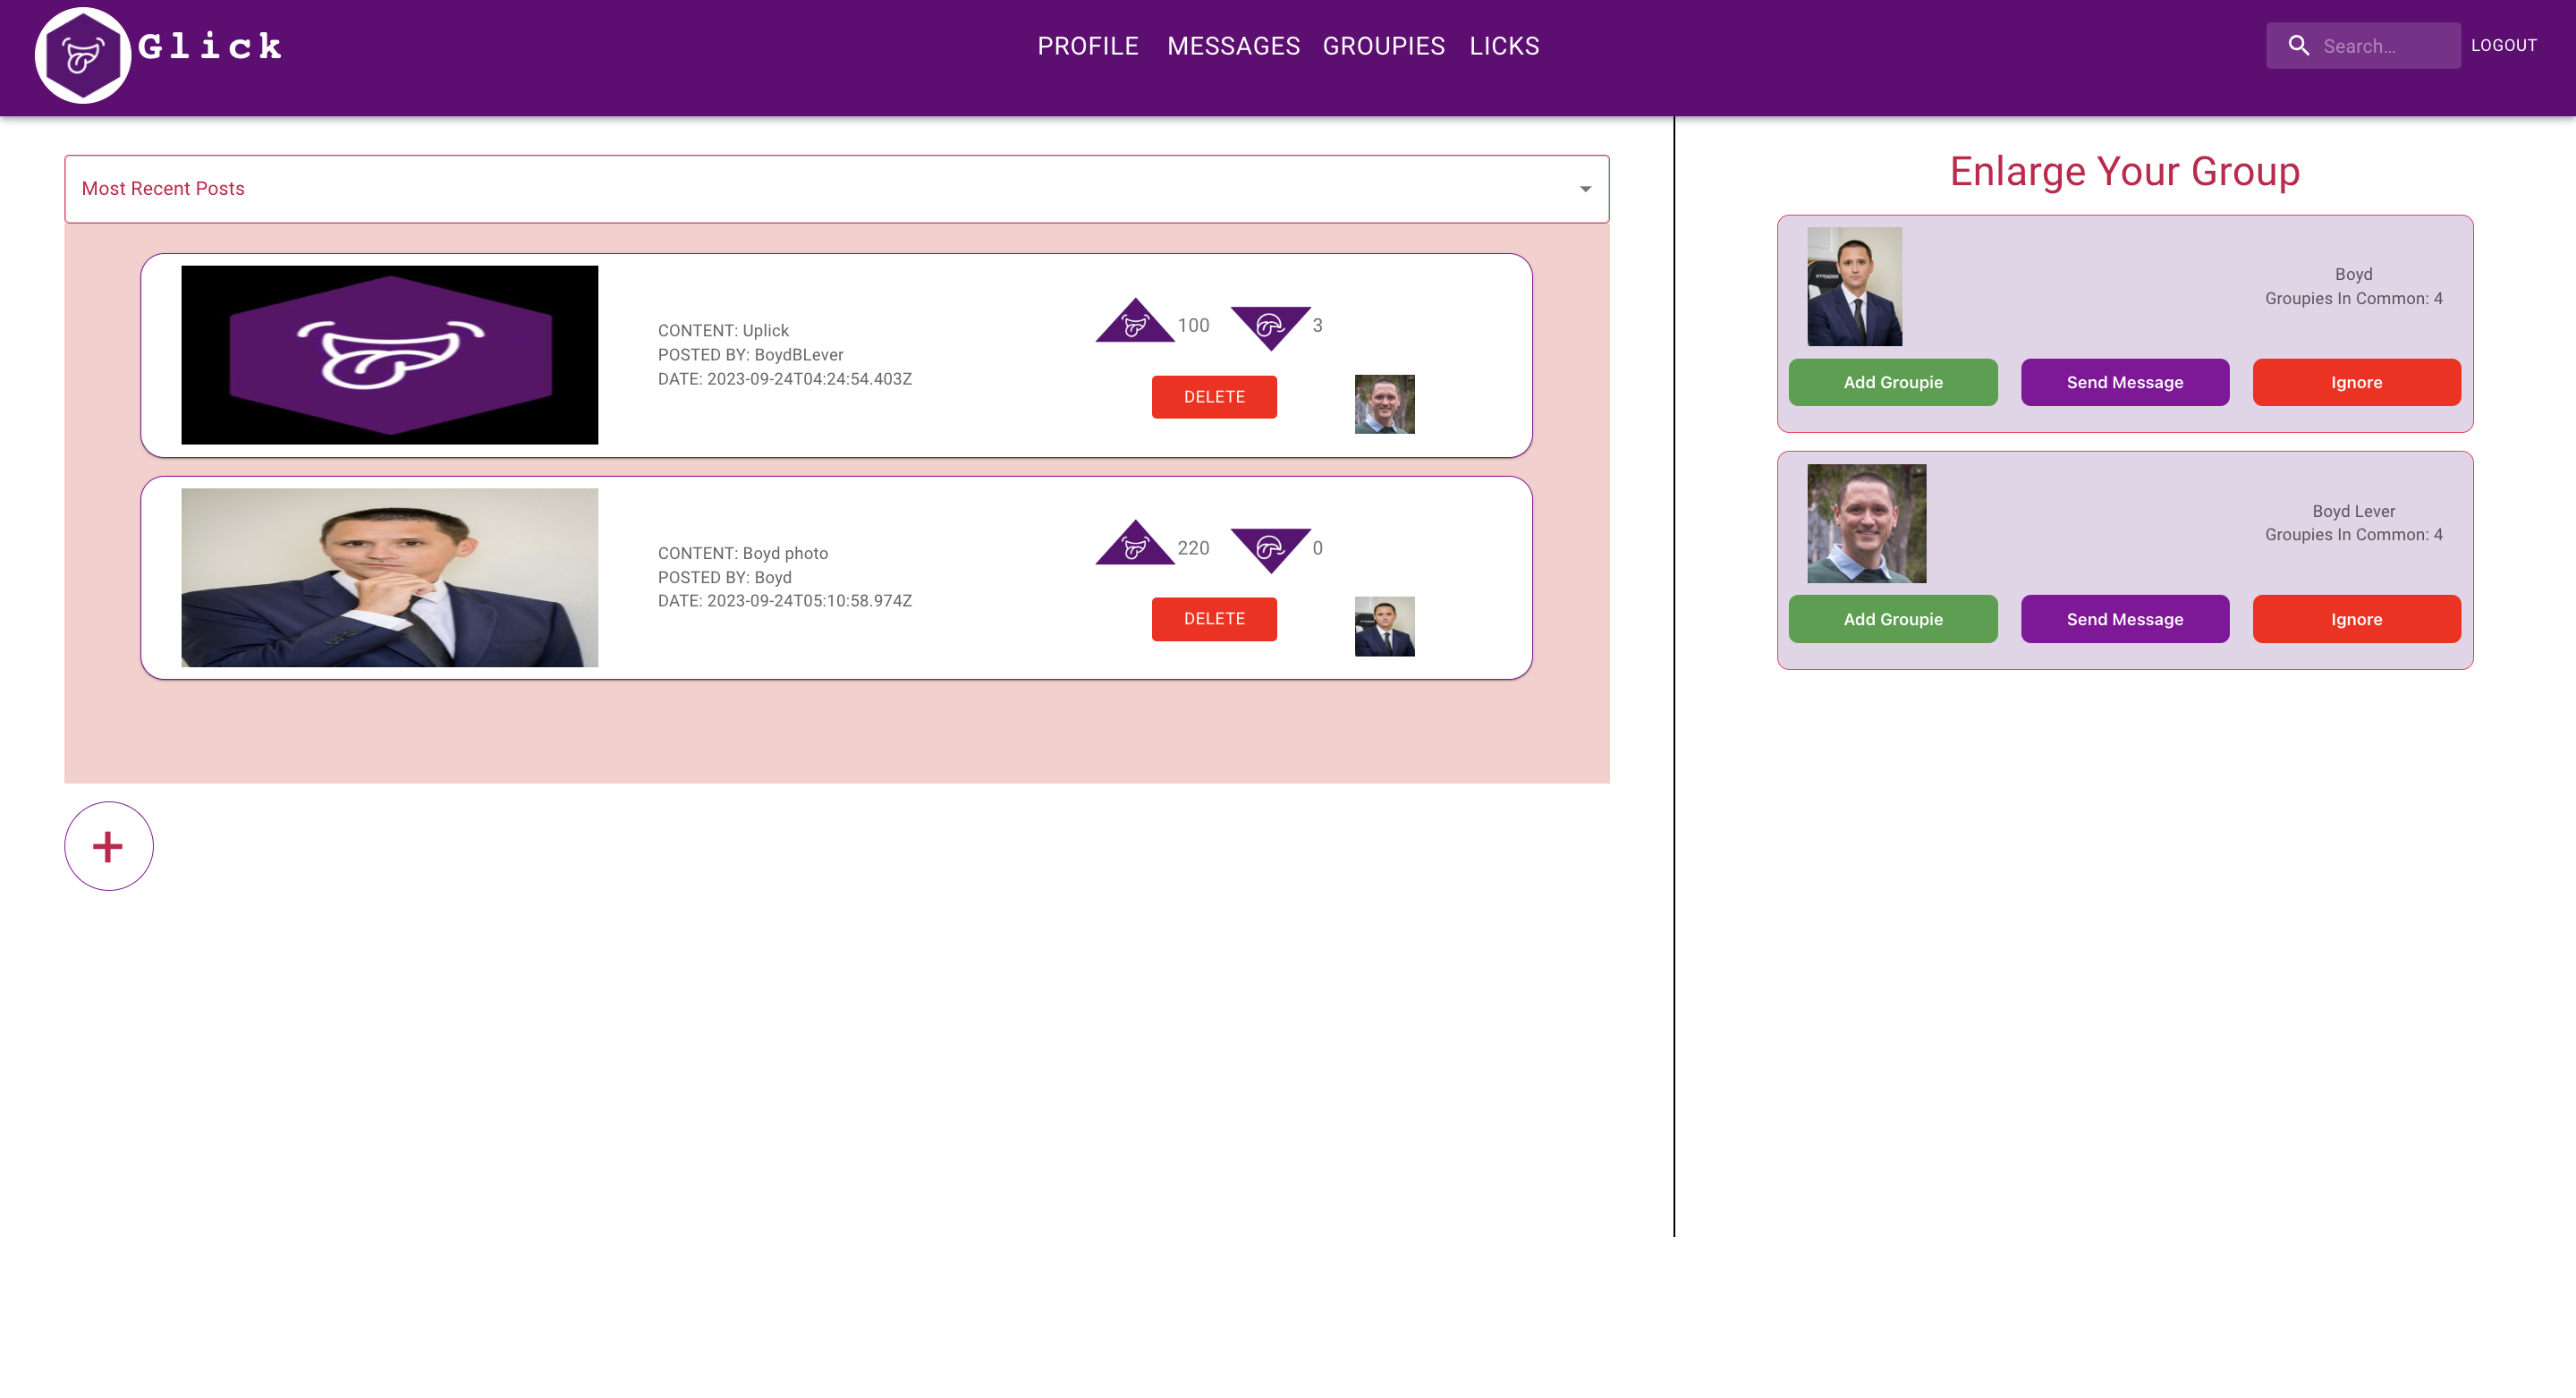 Glick
PROFILE MESSAGES GROUPIES LICKS
Search...
LOGOUT
Most Recent Posts
CONTENT: Uplick
POSTED BY: BoydBLever
DATE: 2023-09-24T04:24:54.403Z
100
3
DELETE
CONTENT: Boyd photo
POSTED BY: Boyd
DATE: 2023-09-24T05:10:58.974Z
220
0
DELETE
Enlarge Your Group
Boyd
Groupies In Common: 4
Add Groupie
Send Message
Ignore
Boyd Lever
Groupies In Common: 4
Add Groupie
Send Message
Ignore